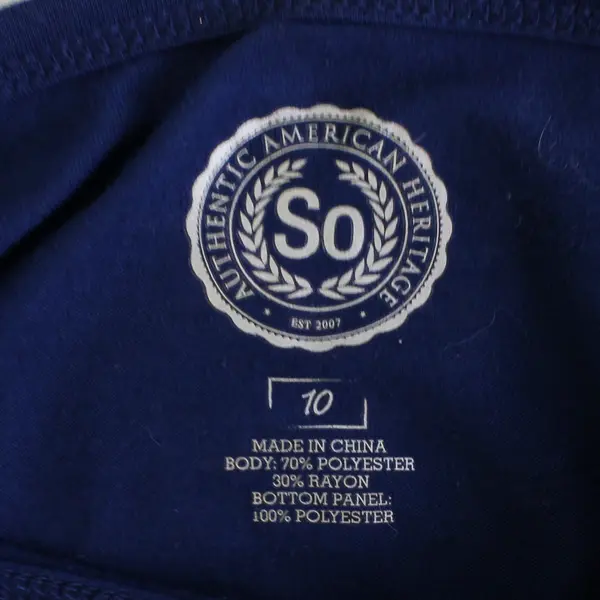 AUTHENTIC AMERICAN HERITAGE
So
EST 2007
10
MADE IN CHINA
BODY: 70% POLYESTER
30% RAYON
BOTTOM PANEL:
100% POLYESTER